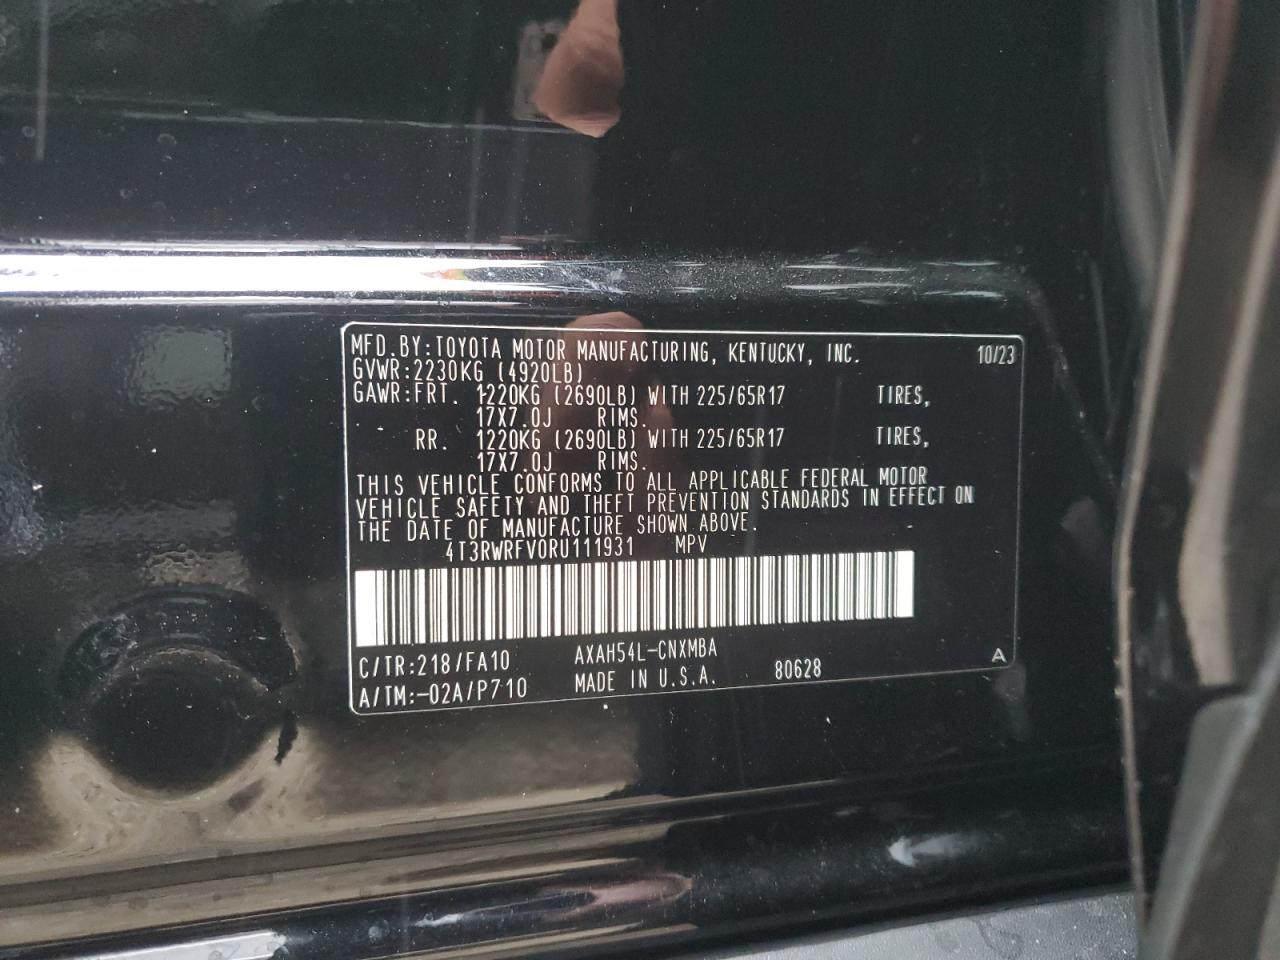 MFD.BY:TOYOTA MOTOR MANUFACTURING, KENTUCKY, INC. 10/23
GVWR:2230KG (4920LB)
GAWR:FRT. 1220KG (2690LB) WITH 225/65R17 TIRES,
17X7.0J RIMS.
RR. 1220KG (2690LB) WITH 225/65R17 TIRES,
17X7.0J RIMS.
THIS VEHICLE CONFORMS TO ALL APPLICABLE FEDERAL MOTOR
VEHICLE SAFETY AND THEFT PREVENTION STANDARDS IN EFFECT ON
THE DATE OF MANUFACTURE SHOWN ABOVE.
4T3RWRFV0RU111931 MPV
C/TR:218/FA10 AXAH54L-CNXMBA
A/TM:-02A/P710 MADE IN U.S.A. 80628 A